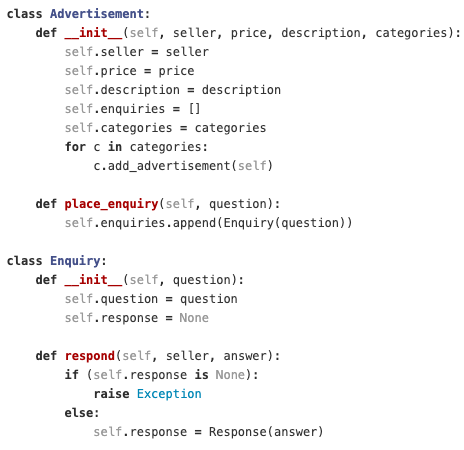 class Advertisement:
    def __init__(self, seller, price, description, categories):
        self.seller = seller
        self.price = price
        self.description = description
        self.enquiries = []
        self.categories = categories
        for c in categories:
            c.add_advertisement(self)

    def place_enquiry(self, question):
        self.enquiries.append(Enquiry(question))

class Enquiry:
    def __init__(self, question):
        self.question = question
        self.response = None

    def respond(self, seller, answer):
        if (self.response is None):
            raise Exception
        else:
            self.response = Response(answer)